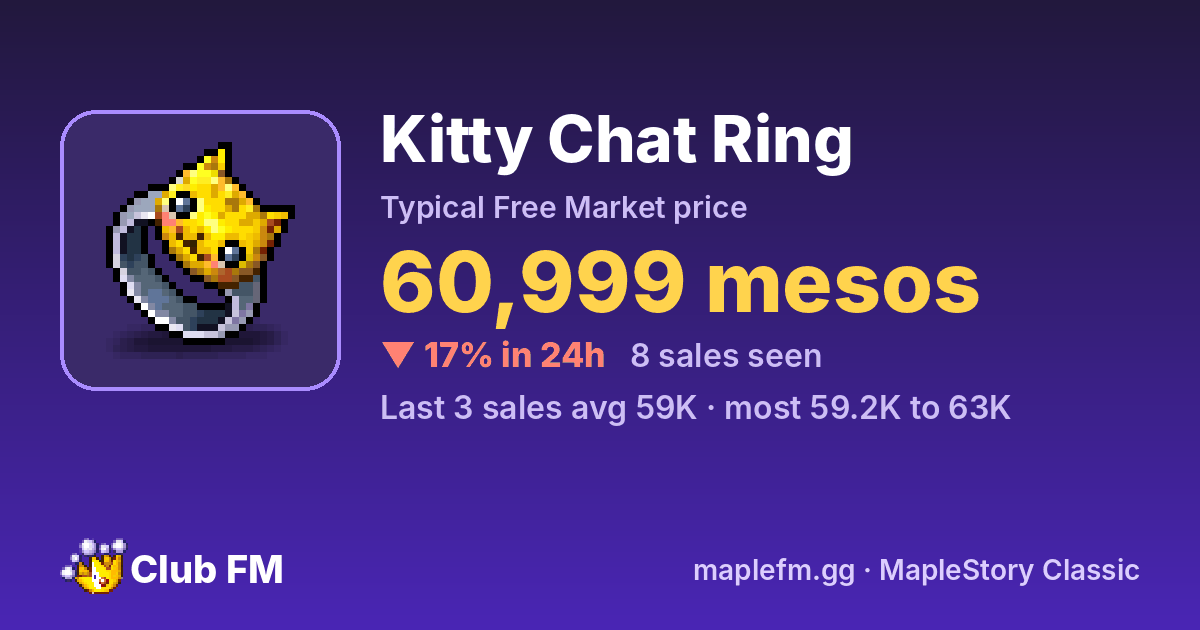 Kitty Chat Ring
Typical Free Market price
60,999 mesos
▼ 17% in 24h 8 sales seen
Last 3 sales avg 59K · most 59.2K to 63K
Club FM
maplefm.gg · MapleStory Classic